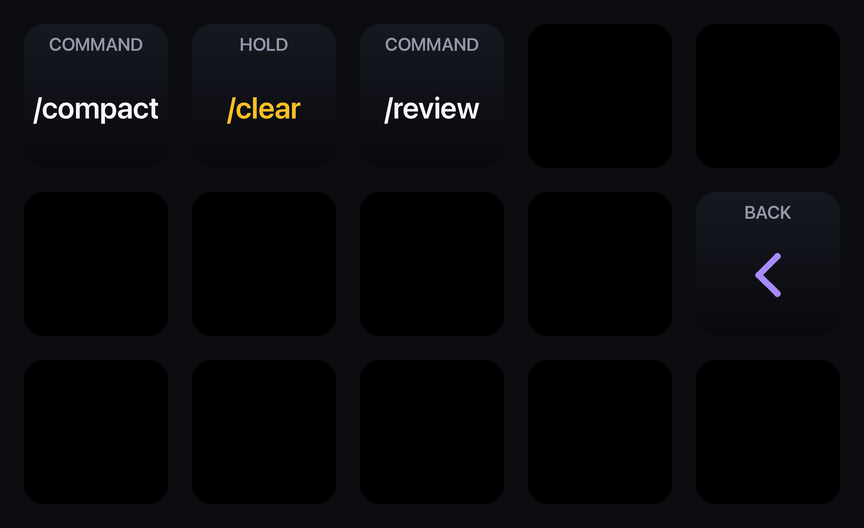 COMMAND
/compact
HOLD
/clear
COMMAND
/review
BACK